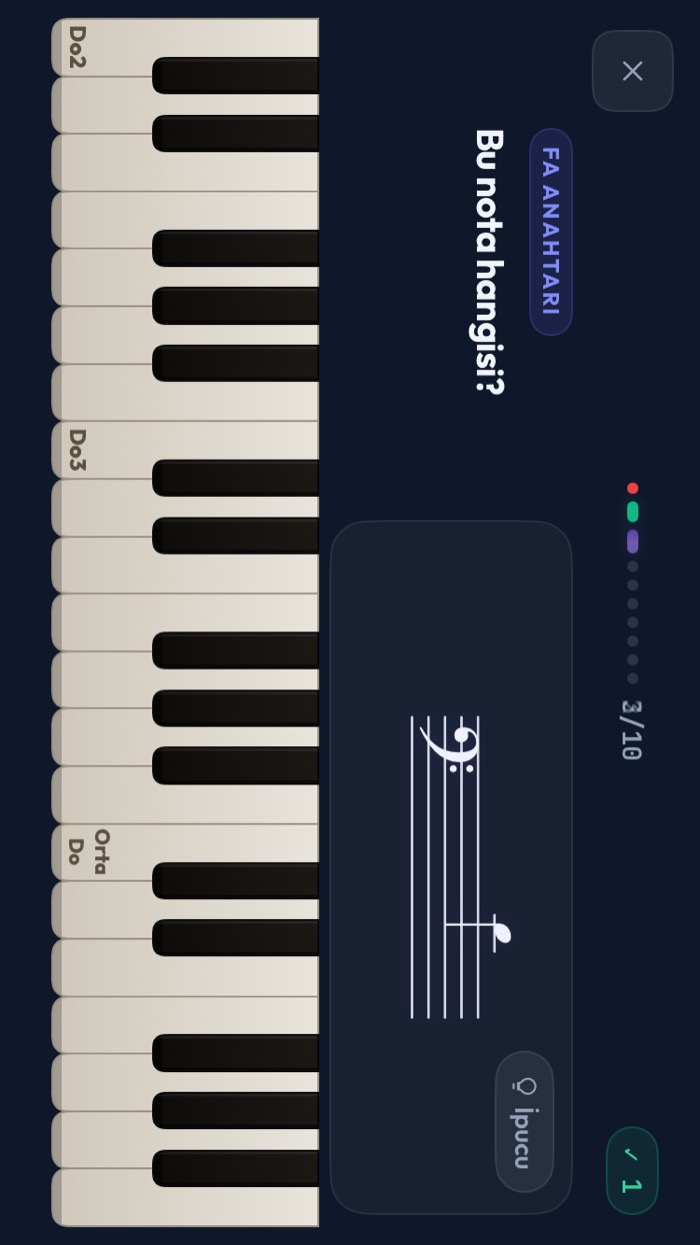 3/10
✓ 1
FA ANAHTARI
Bu nota hangisi?
İpucu
Do2
Do3
Orta
Do